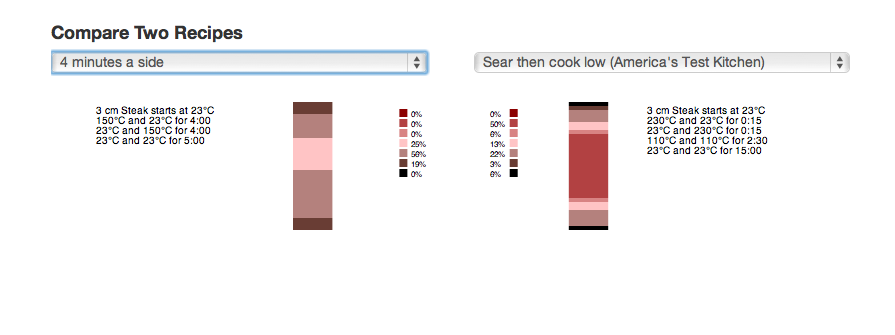 Compare Two Recipes
4 minutes a side
Sear then cook low (America's Test Kitchen)
3 cm Steak starts at 23°C
150°C and 23°C for 4:00
23°C and 150°C for 4:00
23°C and 23°C for 5:00
0%
0%
0%
25%
56%
19%
0%
0%
50%
6%
13%
22%
3%
6%
3 cm Steak starts at 23°C
230°C and 23°C for 0:15
23°C and 230°C for 0:15
110°C and 110°C for 2:30
23°C and 23°C for 15:00